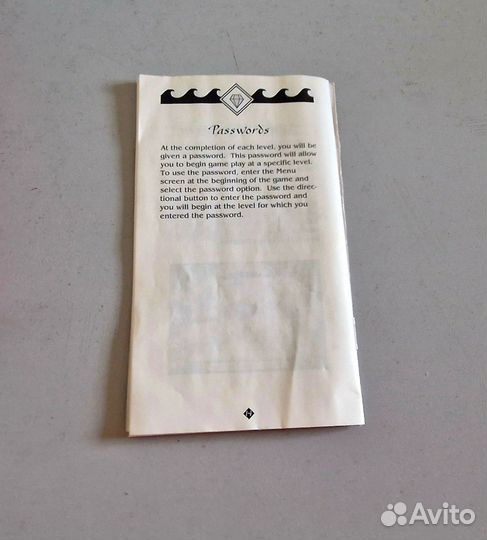 Passwords
At the completion of each level, you will be
given a password. This password will allow
you to begin game play at a specific level.
To use the password, enter the Menu
screen at the beginning of the game and
select the password option. Use the direc-
tional button to enter the password and
you will begin at the level for which you
entered the password.
Avito